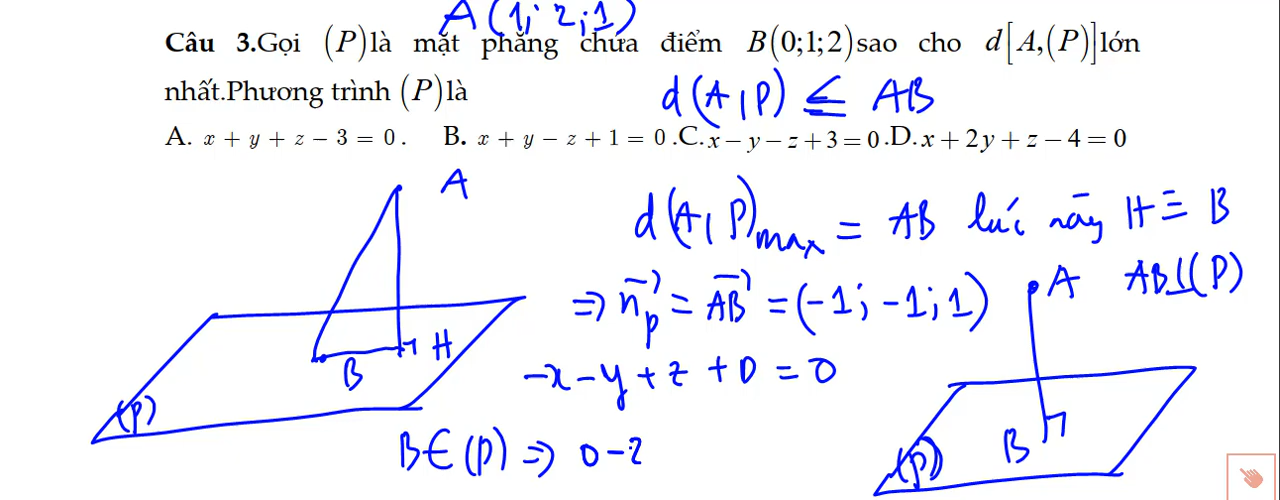 A(1; 2; 1)
Câu 3.Gọi (P)là mặt phẳng chứa điểm B(0;1;2)sao cho d[A,(P)]lớn
nhất.Phương trình (P)là
d(A,P) ≤ AB
A. x + y + z − 3 = 0 . B. x + y − z + 1 = 0 .C.x − y − z + 3 = 0 .D.x + 2y + z − 4 = 0
A
d(A, P)max = AB lúc này H ≡ B
AB⊥(P)
⇒ n⃗p = AB⃗ = (-1; -1; 1)
A
H
B
-x - y + z + D = 0
(P)
B ∈ (P) ⇒ 0 - 2
B
(P)